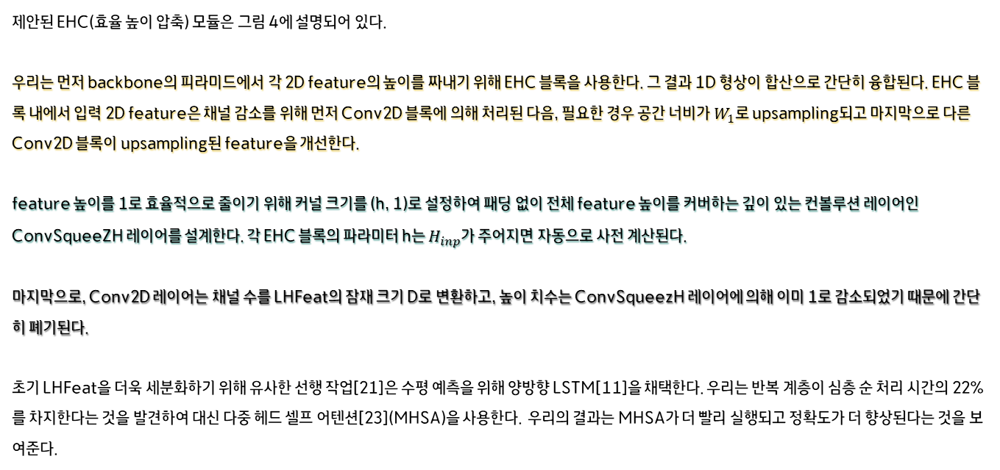 제안된 EHC(효율 높이 압축) 모듈은 그림 4에 설명되어 있다.
우리는 먼저 backbone의 피라미드에서 각 2D feature의 높이를 짜내기 위해 EHC 블록을 사용한다. 그 결과 1D 형상이 합산으로 간단히 융합된다. EHC 블
록 내에서 입력 2D feature은 채널 감소를 위해 먼저 Conv2D 블록에 의해 처리된 다음, 필요한 경우 공간 너비가 W₁로 upsampling되고 마지막으로 다른
Conv2D 블록이 upsampling된 feature을 개선한다.
feature 높이를 1로 효율적으로 줄이기 위해 커널 크기를 (h, 1)로 설정하여 패딩 없이 전체 feature 높이를 커버하는 깊이 있는 컨볼루션 레이어인
ConvSqueeZH 레이어를 설계한다. 각 EHC 블록의 파라미터 h는 H_inp가 주어지면 자동으로 사전 계산된다.
마지막으로, Conv2D 레이어는 채널 수를 LHFeat의 잠재 크기 D로 변환하고, 높이 치수는 ConvSqueezH 레이어에 의해 이미 1로 감소되었기 때문에 간단
히 폐기된다.
초기 LHFeat을 더욱 세분화하기 위해 유사한 선행 작업[21]은 수평 예측을 위해 양방향 LSTM[11]을 채택한다. 우리는 반복 계층이 심층 순 처리 시간의 22%
를 차지한다는 것을 발견하여 대신 다중 헤드 셀프 어텐션[23](MHSA)을 사용한다. 우리의 결과는 MHSA가 더 빨리 실행되고 정확도가 더 향상된다는 것을 보
여준다.